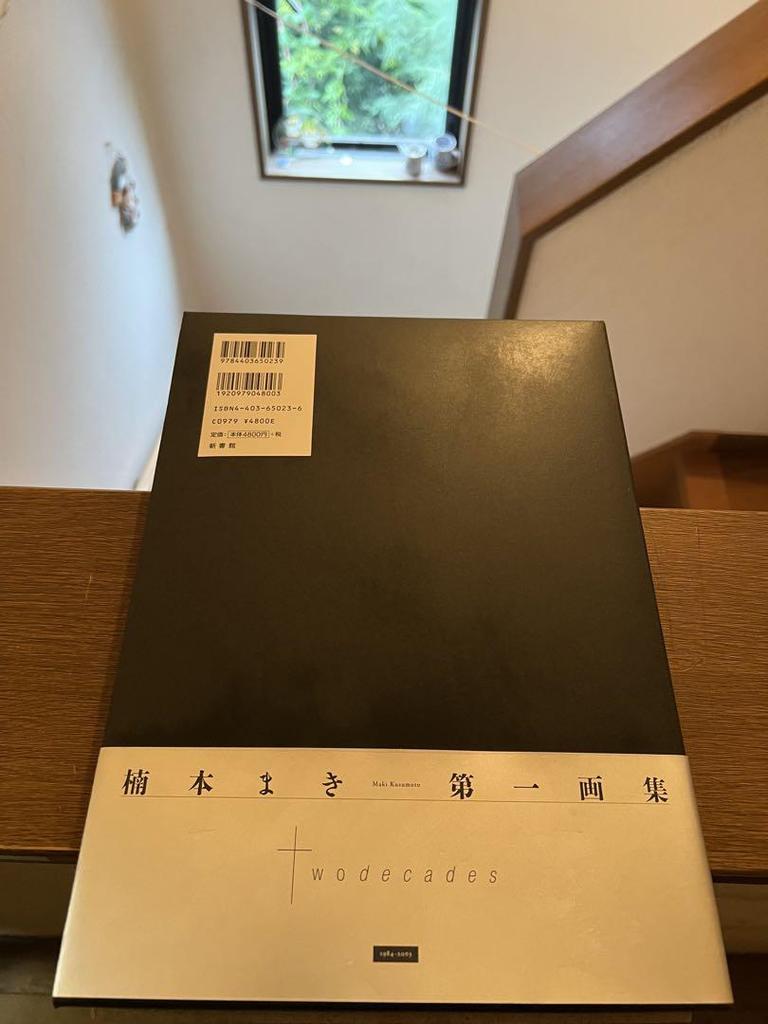 9784403650239
1920979048003
ISBN4-403-65023-6
C0979 ¥4800E
定価:本体4800円+税
新書館
楠本まき Maki Kusumoto 第一画集
twodecades
1984-2003